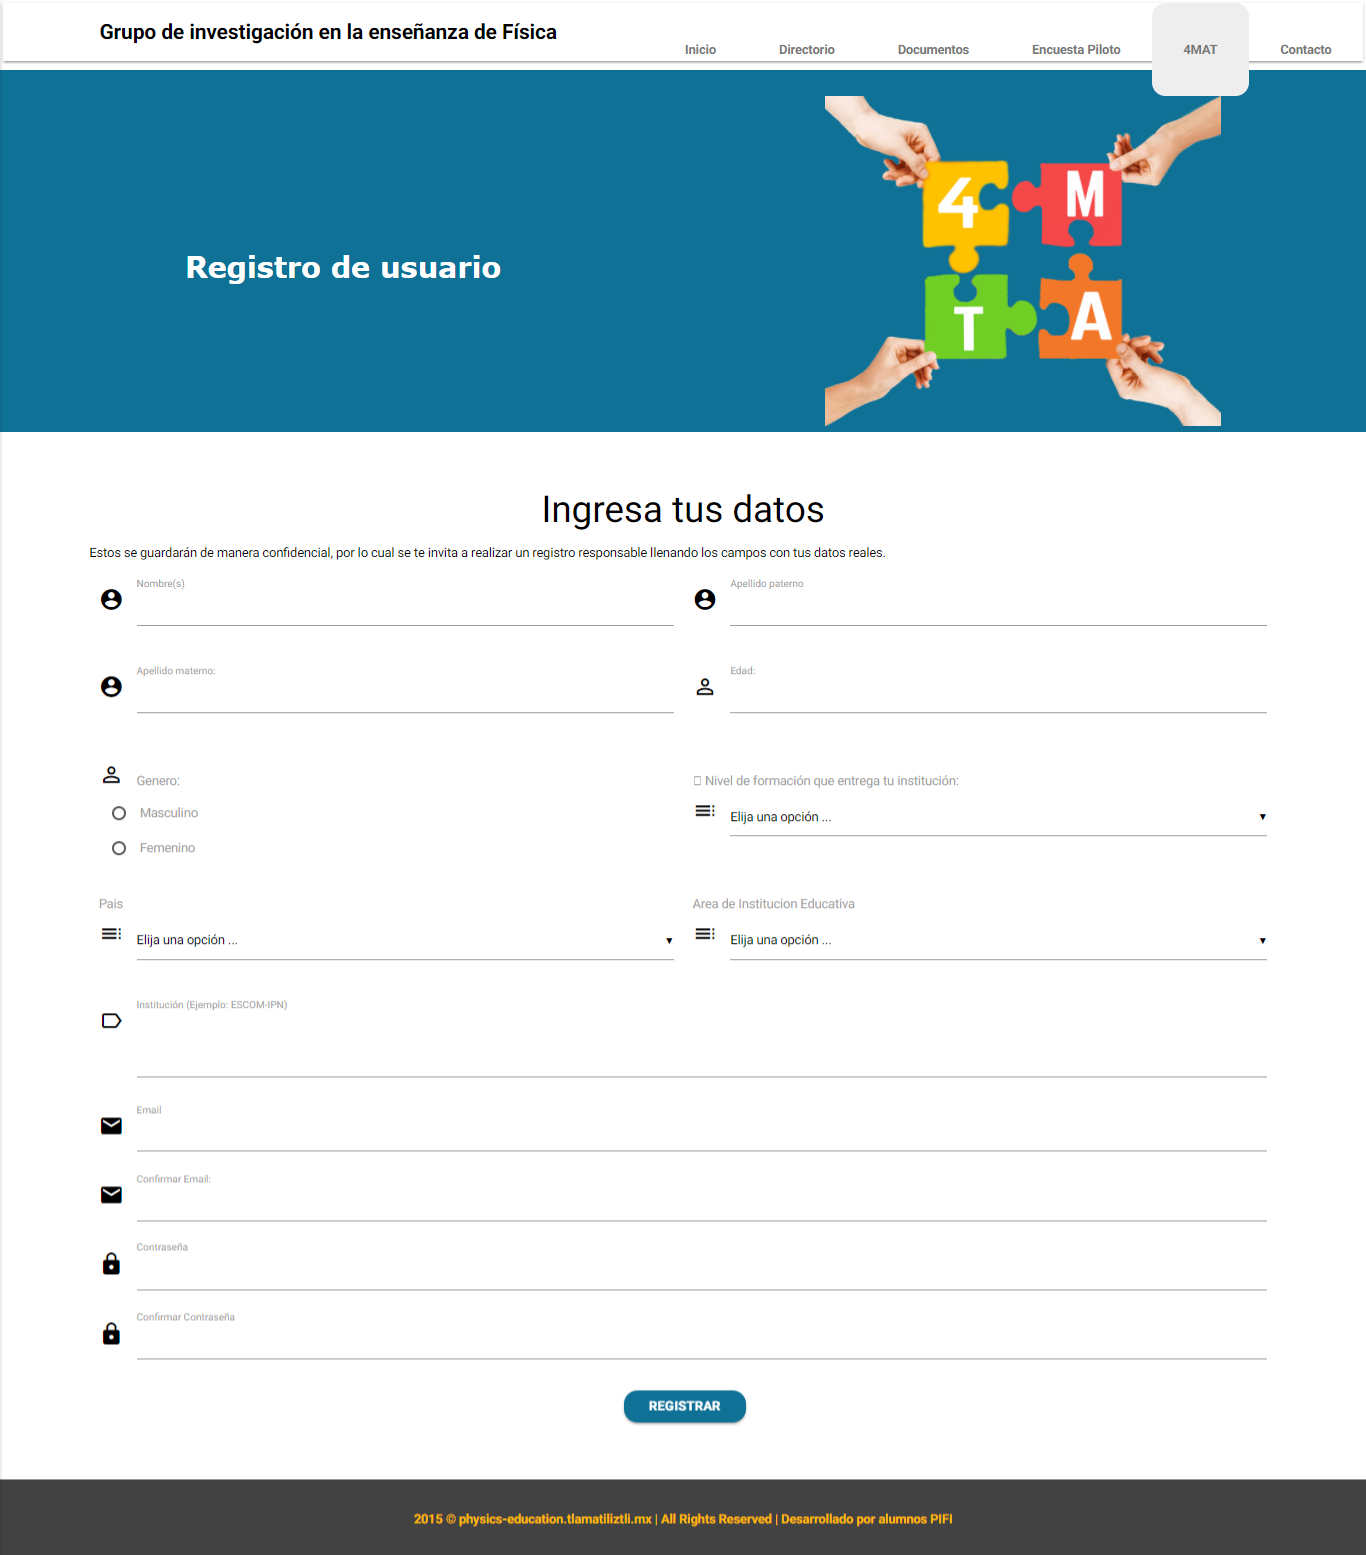 Grupo de investigación en la enseñanza de Física
Inicio
Directorio
Documentos
Encuesta Piloto
4MAT
Contacto
4
M
T
A
Registro de usuario
Ingresa tus datos
Estos se guardarán de manera confidencial, por lo cual se te invita a realizar un registro responsable llenando los campos con tus datos reales.
Nombre(s)
Apellido paterno
Apellido materno:
Edad:
Genero:
Masculino
Femenino
Nivel de formación que entrega tu institución:
Elija una opción ...
Pais
Elija una opción ...
Area de Institucion Educativa
Elija una opción ...
Institución (Ejemplo: ESCOM-IPN)
Email
Confirmar Email:
Contraseña
Confirmar Contraseña
REGISTRAR
2015 © physics-education.tlamatiliztli.mx | All Rights Reserved | Desarrollado por alumnos PIFI